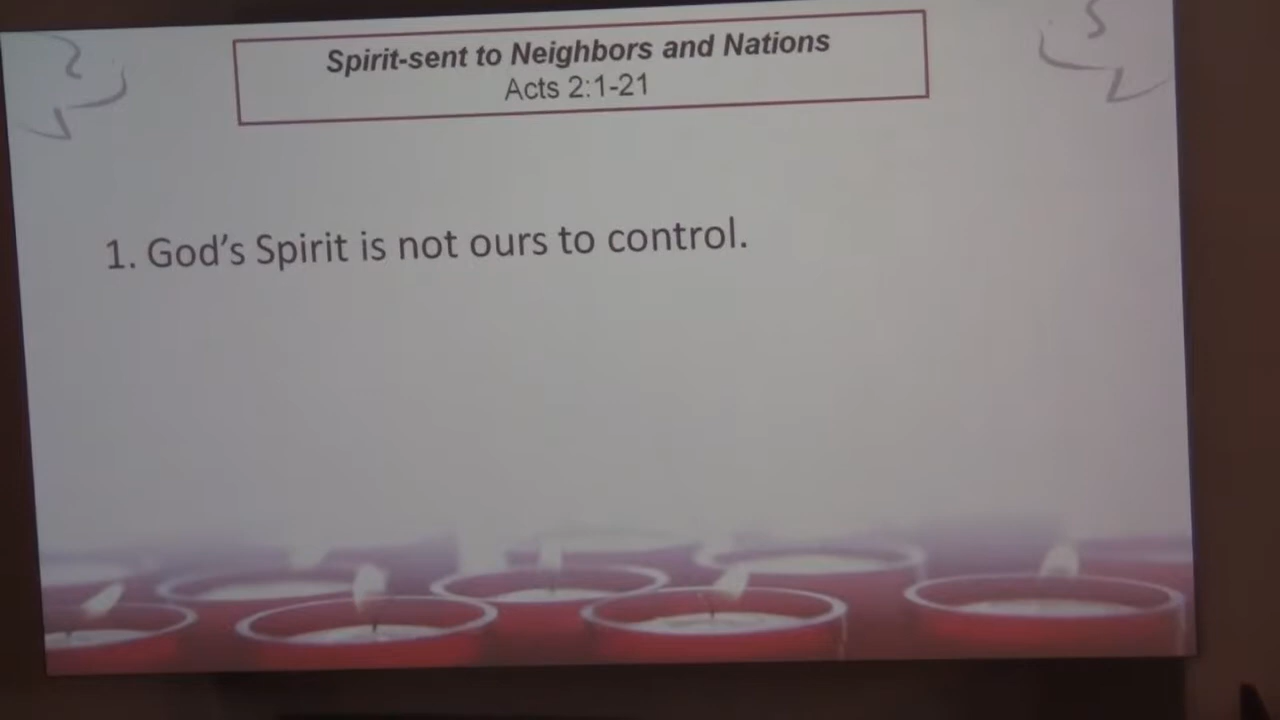 Spirit-sent to Neighbors and Nations
Acts 2:1-21
1. God's Spirit is not ours to control.